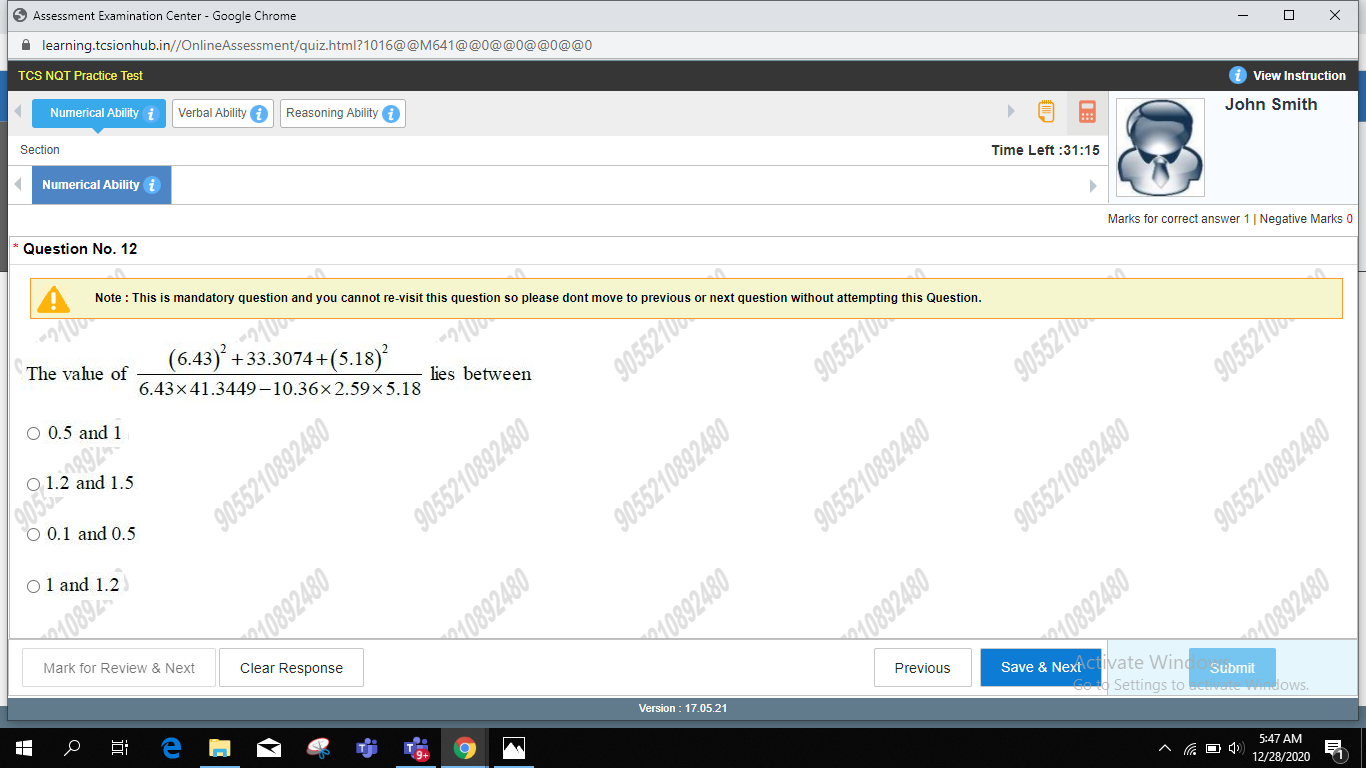 Assessment Examination Center - Google Chrome
learning.tcsionhub.in//OnlineAssessment/quiz.html?1016@@M641@@0@@0@@0@@0
TCS NQT Practice Test
View Instruction
Numerical Ability i
Verbal Ability i
Reasoning Ability i
John Smith
Section
Time Left :31:15
Numerical Ability i
Marks for correct answer 1 | Negative Marks 0
* Question No. 12
Note : This is mandatory question and you cannot re-visit this question so please dont move to previous or next question without attempting this Question.
The value of (6.43)² + 33.3074 + (5.18)² / 6.43×41.3449 − 10.36×2.59×5.18 lies between
0.5 and 1
1.2 and 1.5
0.1 and 0.5
1 and 1.2
9055210892480
Mark for Review & Next
Clear Response
Previous
Save & Next
Submit
Activate Windows
Go to Settings to activate Windows.
Version : 17.05.21
9+
5:47 AM
12/28/2020
1